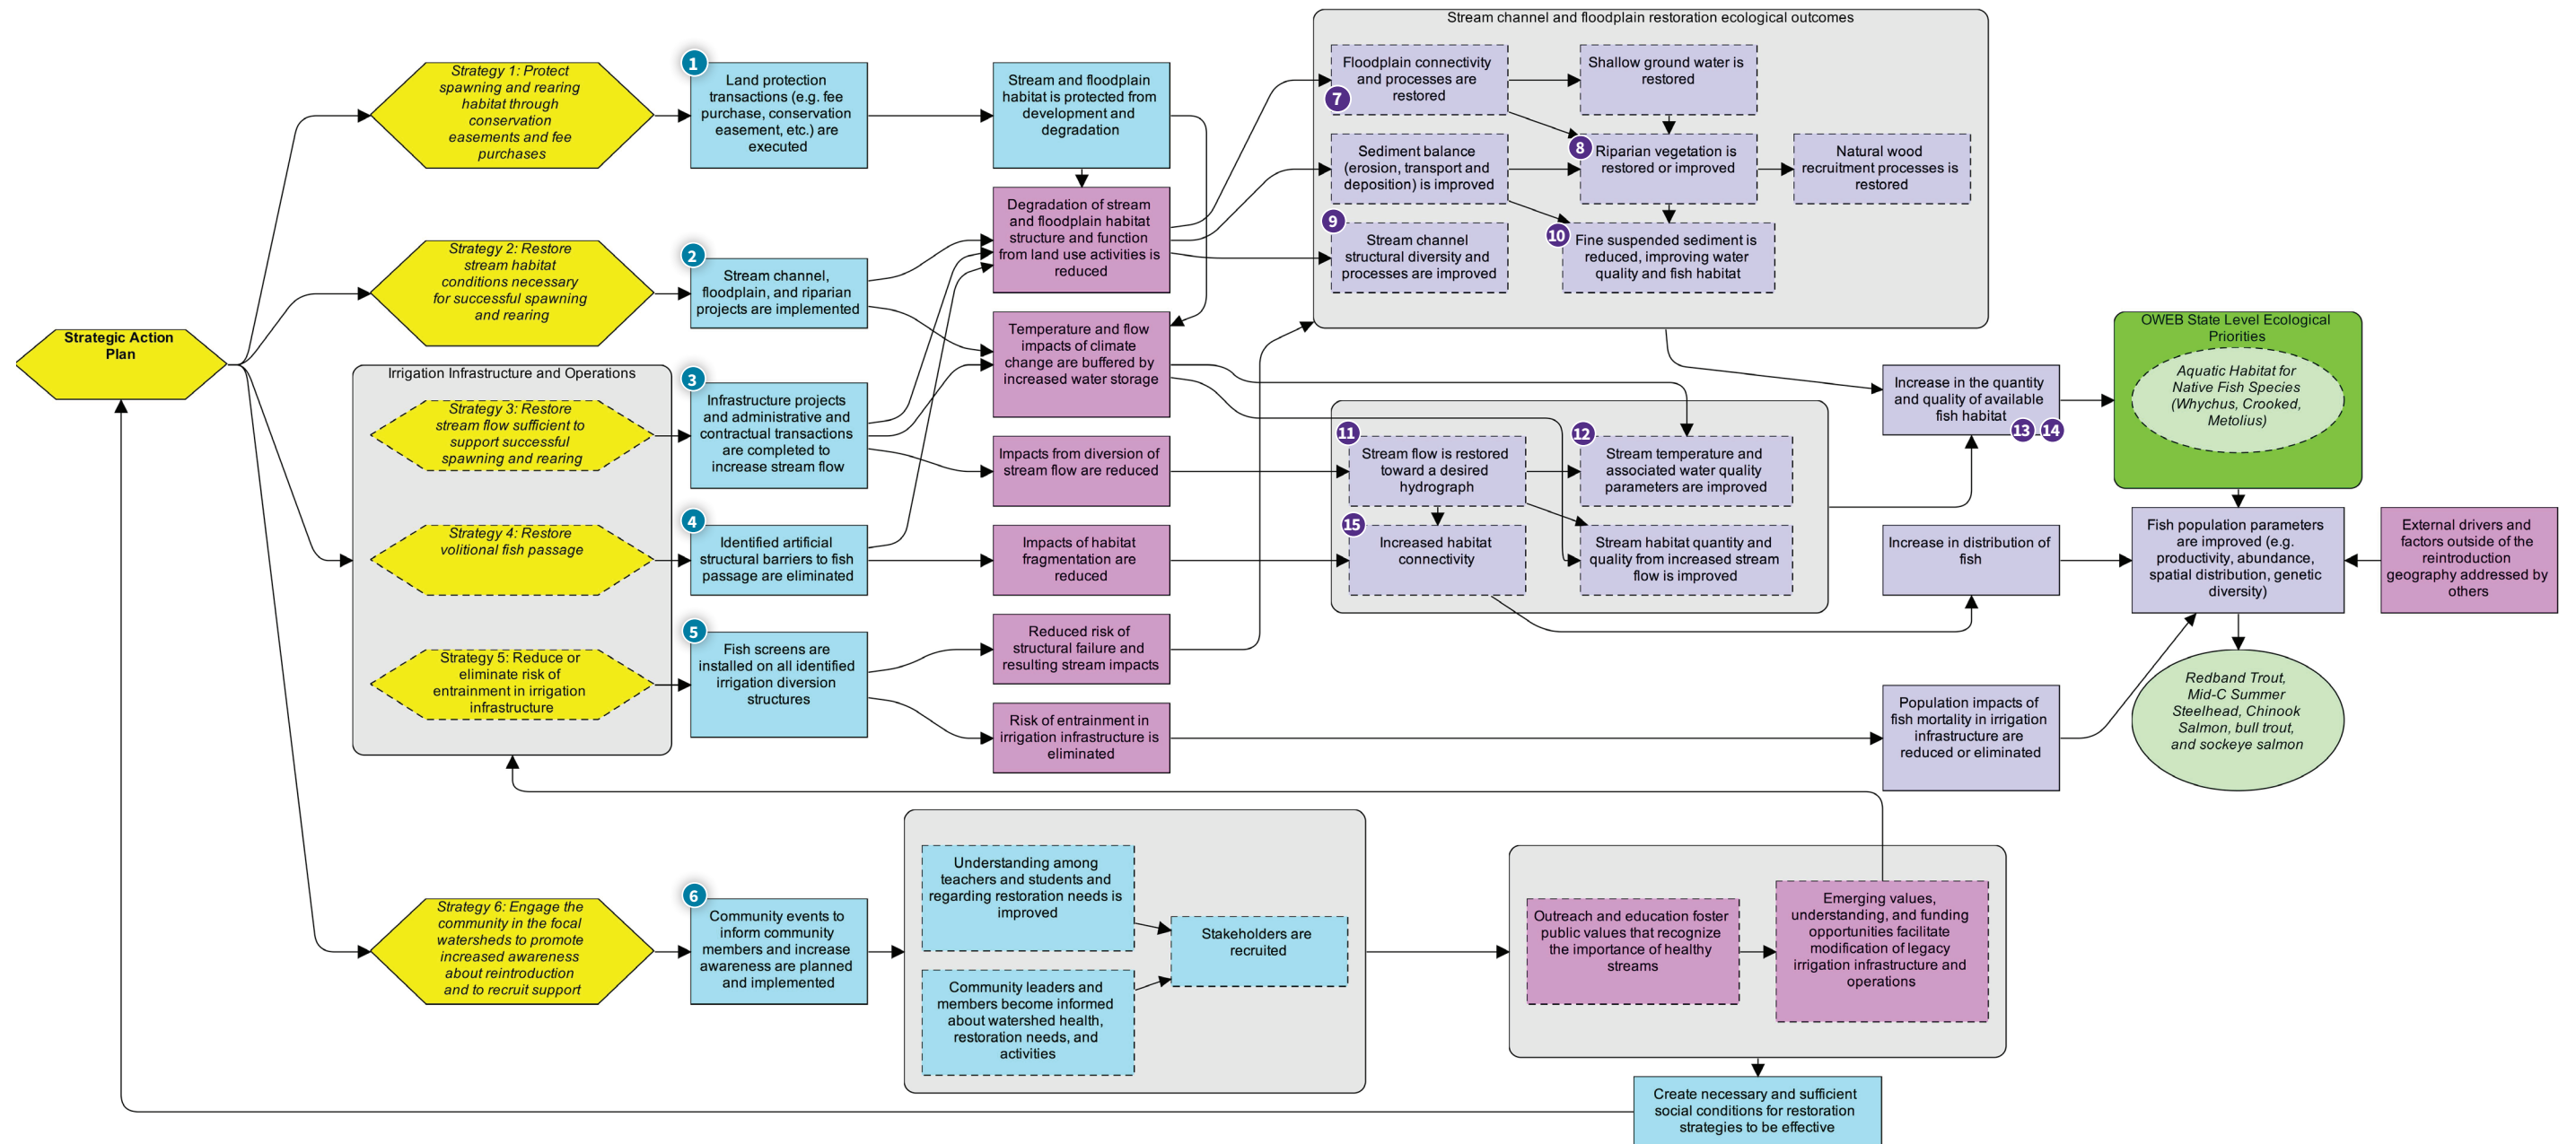 Stream channel and floodplain restoration ecological outcomes
Strategy 1: Protect
spawning and rearing
habitat through
conservation
easements and fee
purchases
1
Land protection
transactions (e.g. fee
purchase, conservation
easement, etc.) are
executed
Stream and floodplain
habitat is protected from
development and
degradation
Floodplain connectivity
and processes are
restored
7
Shallow ground water is
restored
Sediment balance
(erosion, transport and
deposition) is improved
8
Riparian vegetation is
restored or improved
Natural wood
recruitment processes is
restored
9
Stream channel
structural diversity and
processes are improved
10
Fine suspended sediment is
reduced, improving water
quality and fish habitat
Degradation of stream
and floodplain habitat
structure and function
from land use activities is
reduced
Strategy 2: Restore
stream habitat
conditions necessary
for successful spawning
and rearing
2
Stream channel,
floodplain, and riparian
projects are implemented
Temperature and flow
impacts of climate
change are buffered by
increased water storage
Strategic Action
Plan
Irrigation Infrastructure and Operations
Strategy 3: Restore
stream flow sufficient to
support successful
spawning and rearing
3
Infrastructure projects
and administrative and
contractual transactions
are completed to
increase stream flow
Impacts from diversion of
stream flow are reduced
11
Stream flow is restored
toward a desired
hydrograph
12
Stream temperature and
associated water quality
parameters are improved
Increase in the quantity
and quality of available
fish habitat
13
14
OWEB State Level Ecological
Priorities
Aquatic Habitat for
Native Fish Species
(Whychus, Crooked,
Metolius)
Strategy 4: Restore
volitional fish passage
4
Identified artificial
structural barriers to fish
passage are eliminated
Impacts of habitat
fragmentation are
reduced
15
Increased habitat
connectivity
Stream habitat quantity and
quality from increased stream
flow is improved
Increase in distribution of
fish
Fish population parameters
are improved (e.g.
productivity, abundance,
spatial distribution, genetic
diversity)
External drivers and
factors outside of the
reintroduction
geography addressed by
others
Strategy 5: Reduce or
eliminate risk of
entrainment in irrigation
infrastructure
5
Fish screens are
installed on all identified
irrigation diversion
structures
Reduced risk of
structural failure and
resulting stream impacts
Risk of entrainment in
irrigation infrastructure is
eliminated
Population impacts of
fish mortality in irrigation
infrastructure are
reduced or eliminated
Redband Trout,
Mid-C Summer
Steelhead, Chinook
Salmon, bull trout,
and sockeye salmon
Strategy 6: Engage the
community in the focal
watersheds to promote
increased awareness
about reintroduction
and to recruit support
6
Community events to
inform community
members and increase
awareness are planned
and implemented
Understanding among
teachers and students and
regarding restoration needs is
improved
Community leaders and
members become informed
about watershed health,
restoration needs, and
activities
Stakeholders are
recruited
Outreach and education foster
public values that recognize
the importance of healthy
streams
Emerging values,
understanding, and funding
opportunities facilitate
modification of legacy
irrigation infrastructure and
operations
Create necessary and sufficient
social conditions for restoration
strategies to be effective